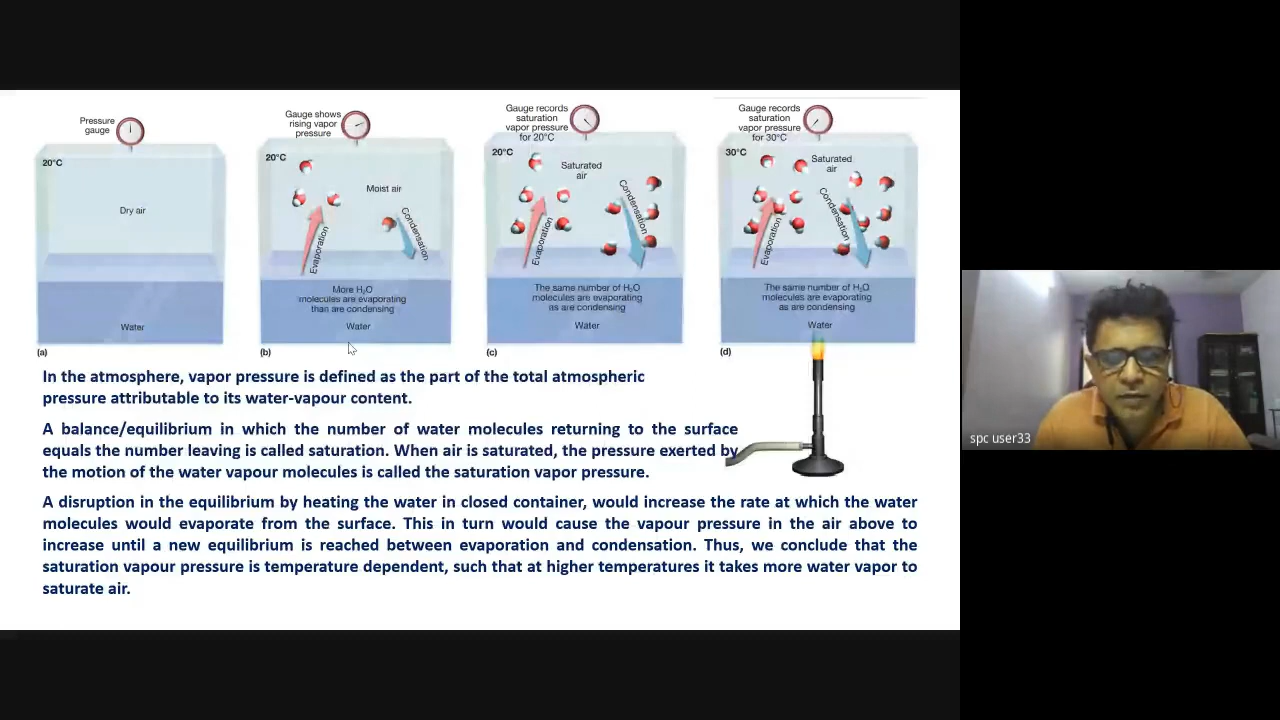 Pressure
gauge
20°C
Dry air
Water
(a)
Gauge shows
rising vapor
pressure
20°C
Moist air
Evaporation
Condensation
More H₂O
molecules are evaporating
than are condensing
Water
(b)
Gauge records
saturation
vapor pressure
for 20°C
20°C
Saturated
air
Evaporation
Condensation
The same number of H₂O
molecules are evaporating
as are condensing
Water
(c)
Gauge records
saturation
vapor pressure
for 30°C
30°C
Saturated
air
Evaporation
Condensation
The same number of H₂O
molecules are evaporating
as are condensing
Water
(d)
In the atmosphere, vapor pressure is defined as the part of the total atmospheric
pressure attributable to its water-vapour content.
A balance/equilibrium in which the number of water molecules returning to the surface
equals the number leaving is called saturation. When air is saturated, the pressure exerted by
the motion of the water vapour molecules is called the saturation vapor pressure.
A disruption in the equilibrium by heating the water in closed container, would increase the rate at which the water
molecules would evaporate from the surface. This in turn would cause the vapour pressure in the air above to
increase until a new equilibrium is reached between evaporation and condensation. Thus, we conclude that the
saturation vapour pressure is temperature dependent, such that at higher temperatures it takes more water vapor to
saturate air.
spc user33